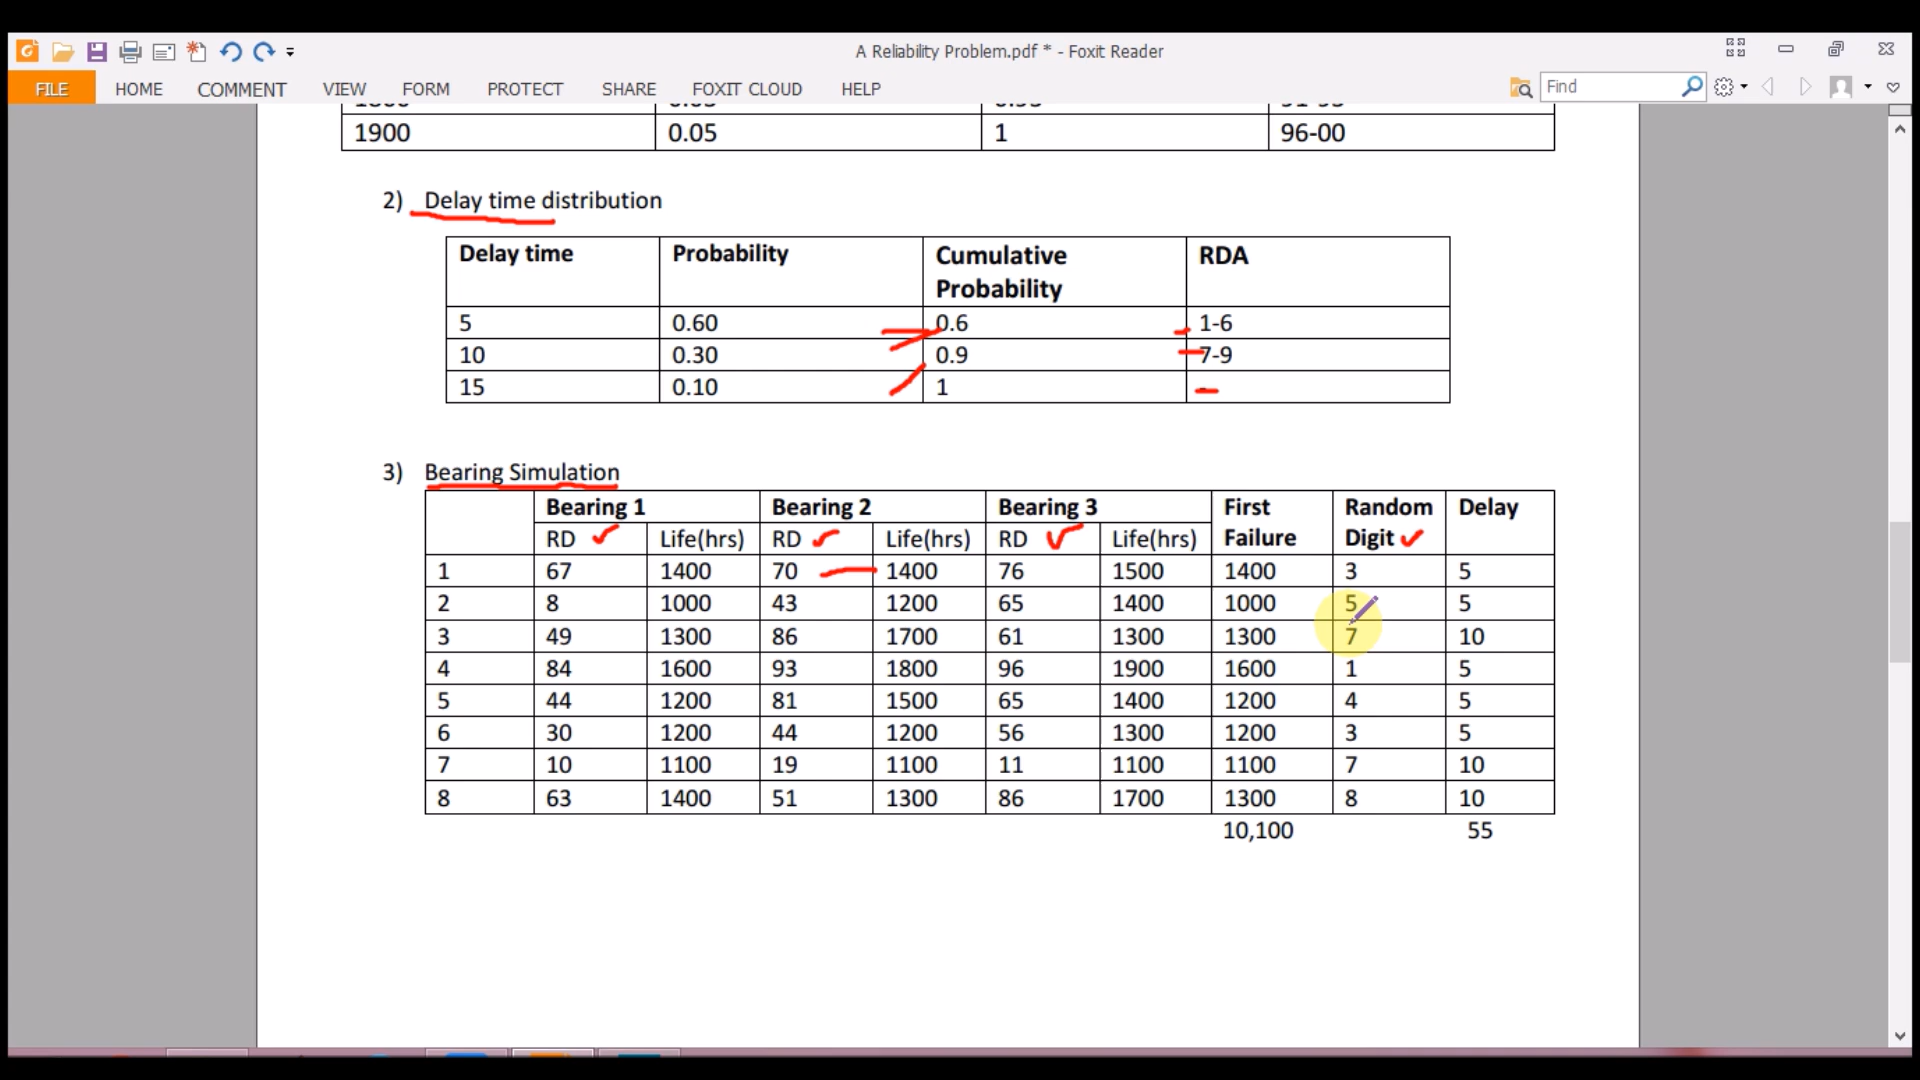 A Reliability Problem.pdf * - Foxit Reader
FILE HOME COMMENT VIEW FORM PROTECT SHARE FOXIT CLOUD HELP Find
1900 0.05 1 96-00
2) Delay time distribution
Delay time Probability Cumulative Probability RDA
5 0.60 0.6 1-6
10 0.30 0.9 7-9
15 0.10 1
3) Bearing Simulation
Bearing 1 Bearing 2 Bearing 3 First Failure Random Digit Delay
RD Life(hrs) RD Life(hrs) RD Life(hrs)
1 67 1400 70 1400 76 1500 1400 3 5
2 8 1000 43 1200 65 1400 1000 5 5
3 49 1300 86 1700 61 1300 1300 7 10
4 84 1600 93 1800 96 1900 1600 1 5
5 44 1200 81 1500 65 1400 1200 4 5
6 30 1200 44 1200 56 1300 1200 3 5
7 10 1100 19 1100 11 1100 1100 7 10
8 63 1400 51 1300 86 1700 1300 8 10
10,100 55